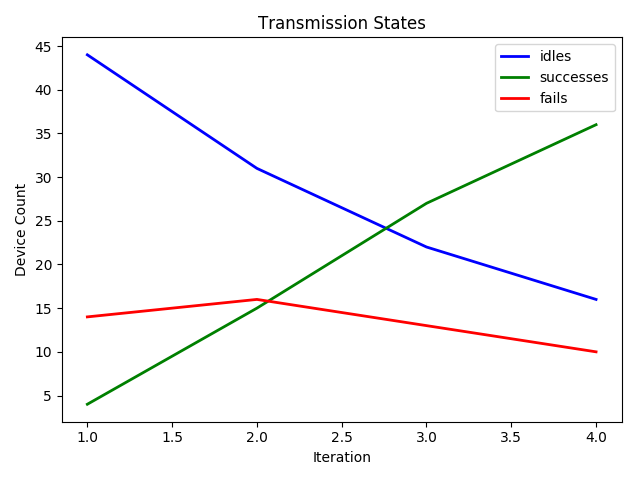 Transmission States
45
40
35
30
25
20
15
10
5
Device Count
idles
successes
fails
1.0 1.5 2.0 2.5 3.0 3.5 4.0
Iteration